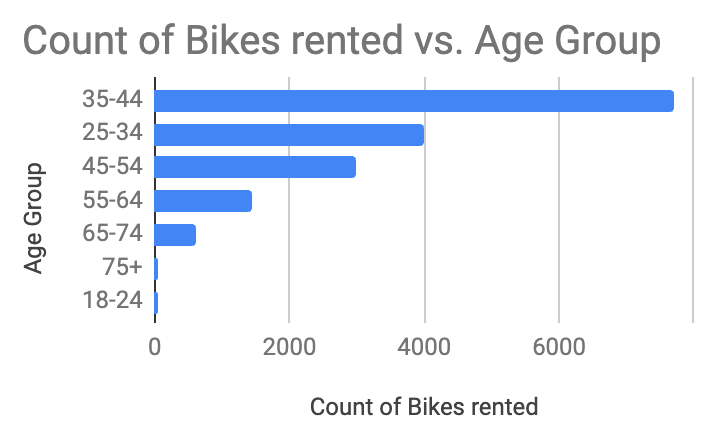 Count of Bikes rented vs. Age Group
Age Group
35-44
25-34
45-54
55-64
65-74
75+
18-24
0 2000 4000 6000
Count of Bikes rented